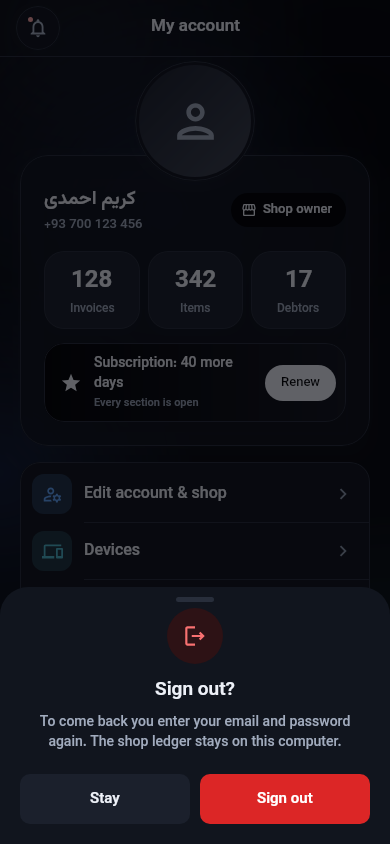 My account
کریم احمدی
+93 700 123 456
Shop owner
128
342
17
Invoices
Items
Debtors
Subscription: 40 more
days
Every section is open
Renew
Edit account & shop
Devices
Sign out?
To come back you enter your email and password
again. The shop ledger stays on this computer.
Stay
Sign out